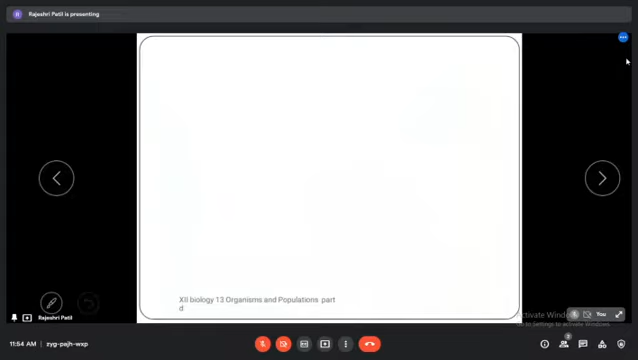 R
Rajeshri Patil is presenting
XII biology 13 Organisms and Populations part
d
Rajeshri Patil
Activate Windows
Go to Settings to activate Windows
You
11:54 AM
zyg-pajh-wxp